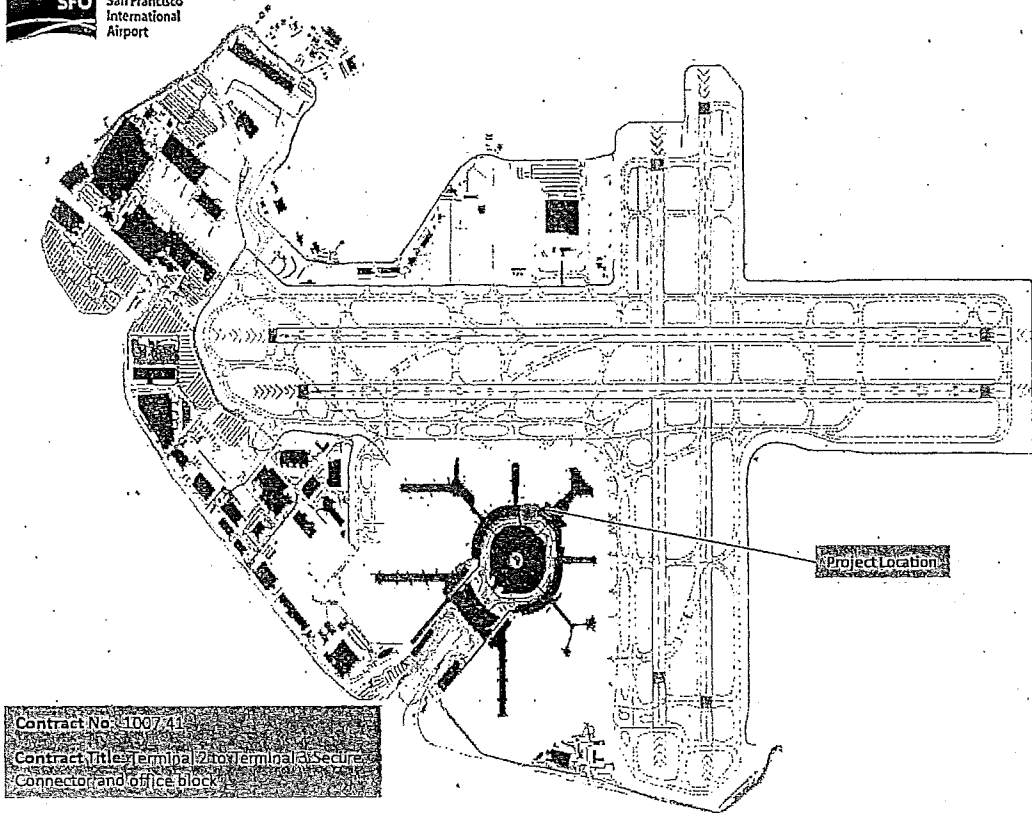 SFO San Francisco
International
Airport
Project Location
Contract No: 10071.41
Contract Title: Terminal 2 to Terminal 3 Secure
Connector and office block